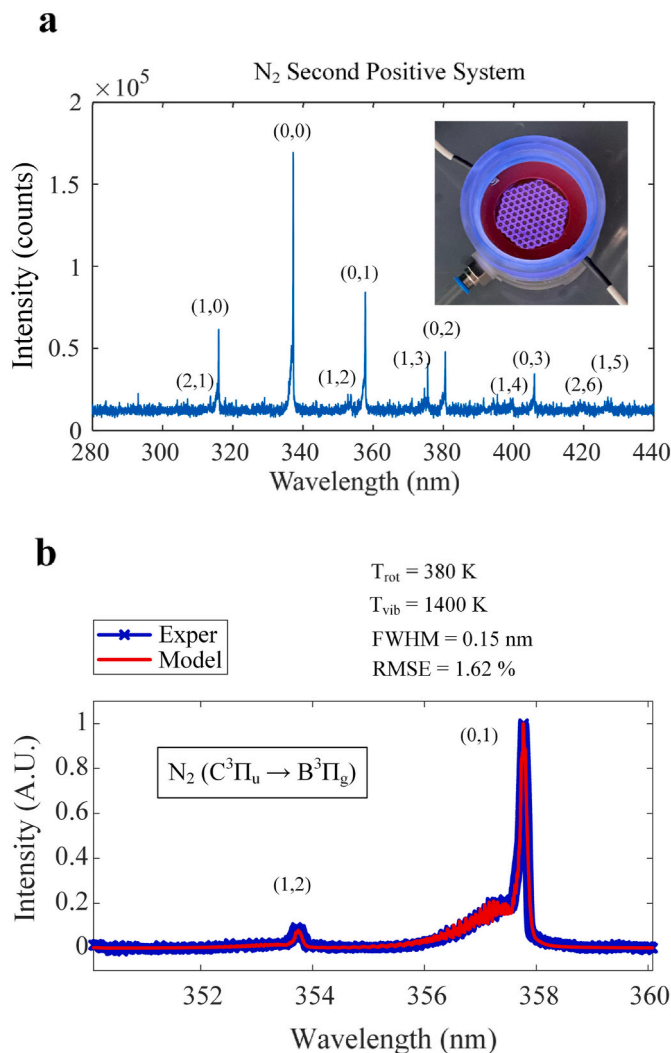 a
N₂ Second Positive System
× 10⁵
2
1.5
1
0.5
0
Intensity (counts)
(0,0)
(0,1)
(1,0)
(0,2)
(2,1)
(1,2)
(1,3)
(1,4)
(0,3)
(2,6)
(1,5)
280 300 320 340 360 380 400 420 440
Wavelength (nm)
b
T_rot = 380 K
T_vib = 1400 K
FWHM = 0.15 nm
RMSE = 1.62 %
Exper
Model
1
0.8
0.6
0.4
0.2
0
Intensity (A.U.)
(0,1)
N₂ (C³Πᵤ → B³Π_g)
(1,2)
352 354 356 358 360
Wavelength (nm)